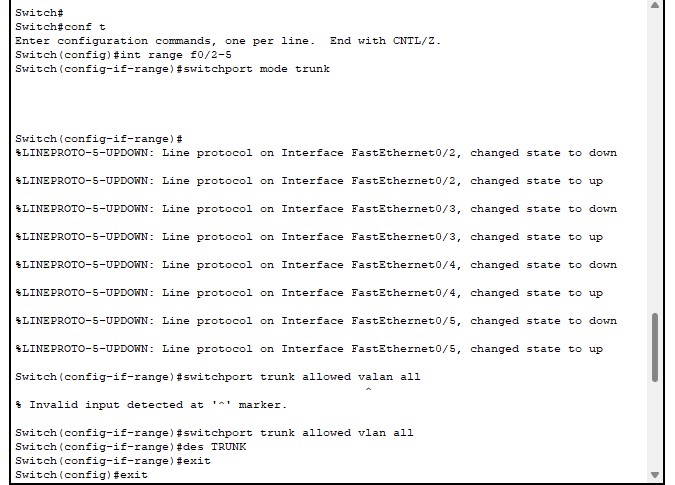 Switch#
Switch#conf t
Enter configuration commands, one per line.  End with CNTL/Z.
Switch(config)#int range f0/2-5
Switch(config-if-range)#switchport mode trunk
Switch(config-if-range)#
%LINEPROTO-5-UPDOWN: Line protocol on Interface FastEthernet0/2, changed state to down
%LINEPROTO-5-UPDOWN: Line protocol on Interface FastEthernet0/2, changed state to up
%LINEPROTO-5-UPDOWN: Line protocol on Interface FastEthernet0/3, changed state to down
%LINEPROTO-5-UPDOWN: Line protocol on Interface FastEthernet0/3, changed state to up
%LINEPROTO-5-UPDOWN: Line protocol on Interface FastEthernet0/4, changed state to down
%LINEPROTO-5-UPDOWN: Line protocol on Interface FastEthernet0/4, changed state to up
%LINEPROTO-5-UPDOWN: Line protocol on Interface FastEthernet0/5, changed state to down
%LINEPROTO-5-UPDOWN: Line protocol on Interface FastEthernet0/5, changed state to up
Switch(config-if-range)#switchport trunk allowed valan all
^
% Invalid input detected at '^' marker.
Switch(config-if-range)#switchport trunk allowed vlan all
Switch(config-if-range)#des TRUNK
Switch(config-if-range)#exit
Switch(config)#exit